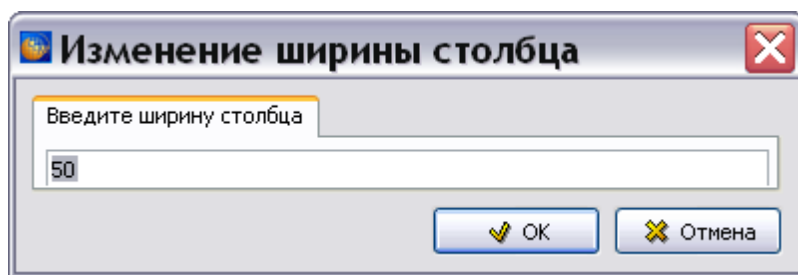 Изменение ширины столбца
Введите ширину столбца
50
OK
Отмена